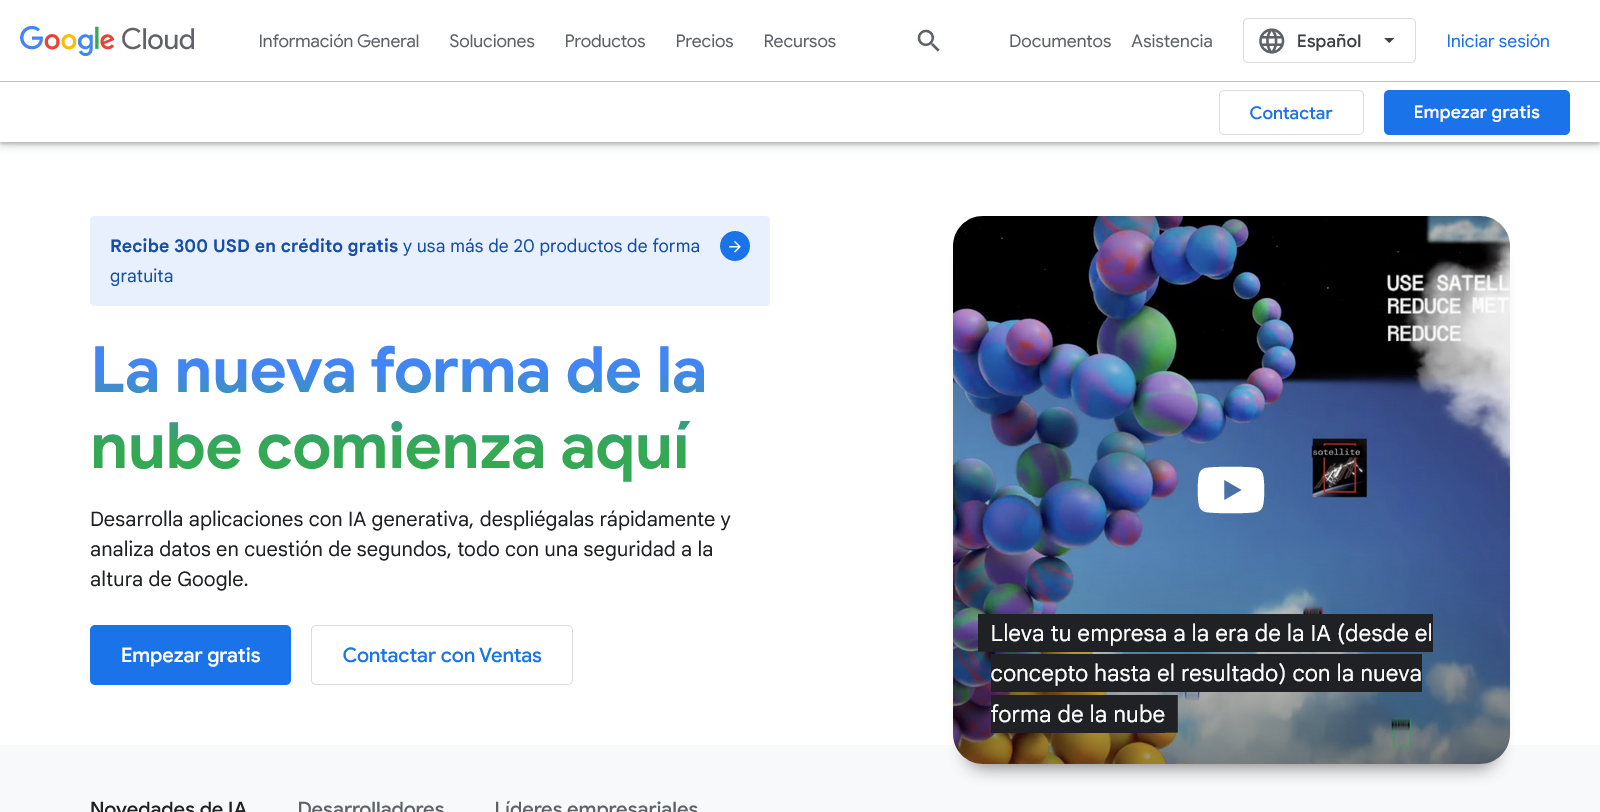 Google Cloud
Información General
Soluciones
Productos
Precios
Recursos
Documentos
Asistencia
Español
Iniciar sesión
Contactar
Empezar gratis
Recibe 300 USD en crédito gratis y usa más de 20 productos de forma
gratuita
La nueva forma de la
nube comienza aquí
Desarrolla aplicaciones con IA generativa, despliégalas rápidamente y
analiza datos en cuestión de segundos, todo con una seguridad a la
altura de Google.
Empezar gratis
Contactar con Ventas
USE SATELL
REDUCE MET
REDUCE
satellite
Lleva tu empresa a la era de la IA (desde el
concepto hasta el resultado) con la nueva
forma de la nube
Novedades de IA
Desarrolladores
Líderes empresariales